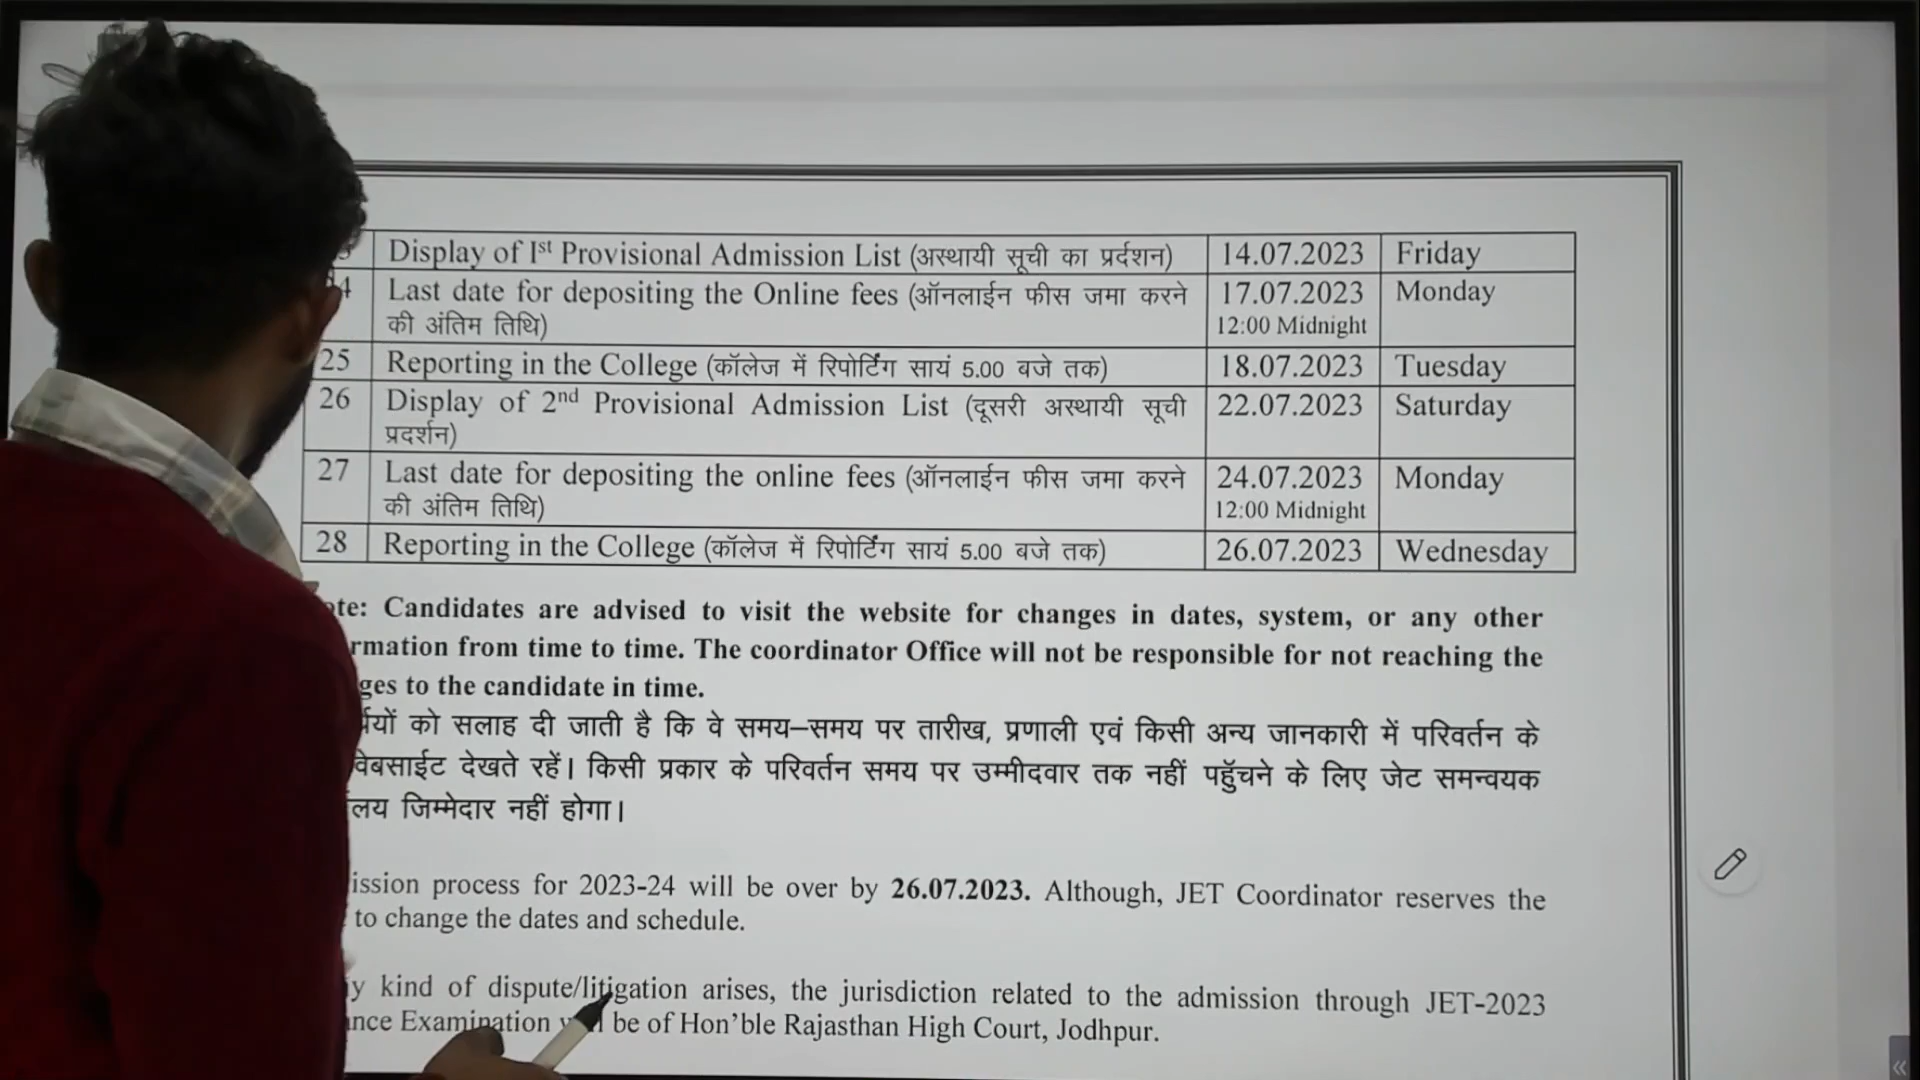 Display of Ist Provisional Admission List (अस्थायी सूची का प्रर्दशन) 14.07.2023 Friday
Last date for depositing the Online fees (ऑनलाईन फीस जमा करने 17.07.2023 Monday
की अंतिम तिथि) 12:00 Midnight
25 Reporting in the College (कॉलेज में रिपोर्टिंग सायं 5.00 बजे तक) 18.07.2023 Tuesday
26 Display of 2nd Provisional Admission List (दूसरी अस्थायी सूची 22.07.2023 Saturday
प्रदर्शन)
27 Last date for depositing the online fees (ऑनलाईन फीस जमा करने 24.07.2023 Monday
की अंतिम तिथि) 12:00 Midnight
28 Reporting in the College (कॉलेज में रिपोर्टिंग सायं 5.00 बजे तक) 26.07.2023 Wednesday
Candidates are advised to visit the website for changes in dates, system, or any other
from time to time. The coordinator Office will not be responsible for not reaching the
to the candidate in time.
को सलाह दी जाती है कि वे समय–समय पर तारीख, प्रणाली एवं किसी अन्य जानकारी में परिवर्तन के
वेबसाईट देखते रहें। किसी प्रकार के परिवर्तन समय पर उम्मीदवार तक नहीं पहुॅचने के लिए जेट समन्वयक
जिम्मेदार नहीं होगा।
process for 2023-24 will be over by 26.07.2023. Although, JET Coordinator reserves the
to change the dates and schedule.
kind of dispute/litigation arises, the jurisdiction related to the admission through JET-2023
Examination be of Hon’ble Rajasthan High Court, Jodhpur.